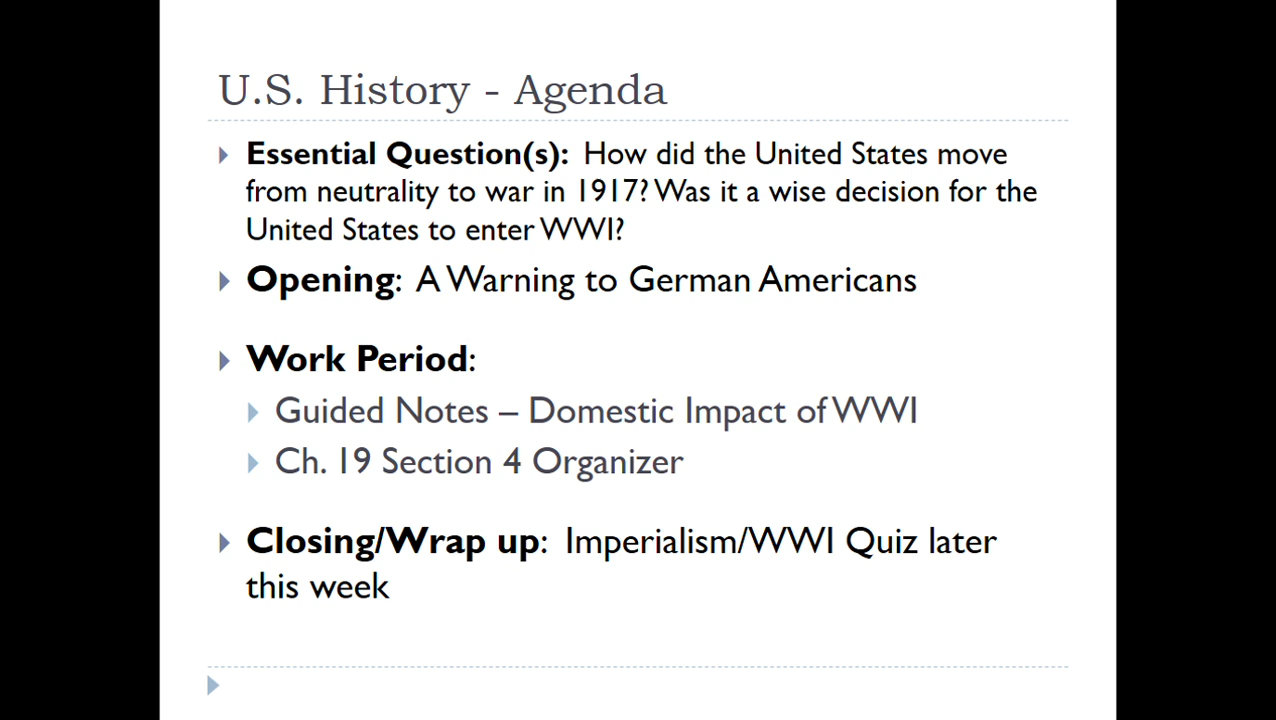 U.S. History - Agenda
Essential Question(s): How did the United States move
from neutrality to war in 1917? Was it a wise decision for the
United States to enter WWI?
Opening: A Warning to German Americans
Work Period:
Guided Notes – Domestic Impact of WWI
Ch. 19 Section 4 Organizer
Closing/Wrap up: Imperialism/WWI Quiz later
this week